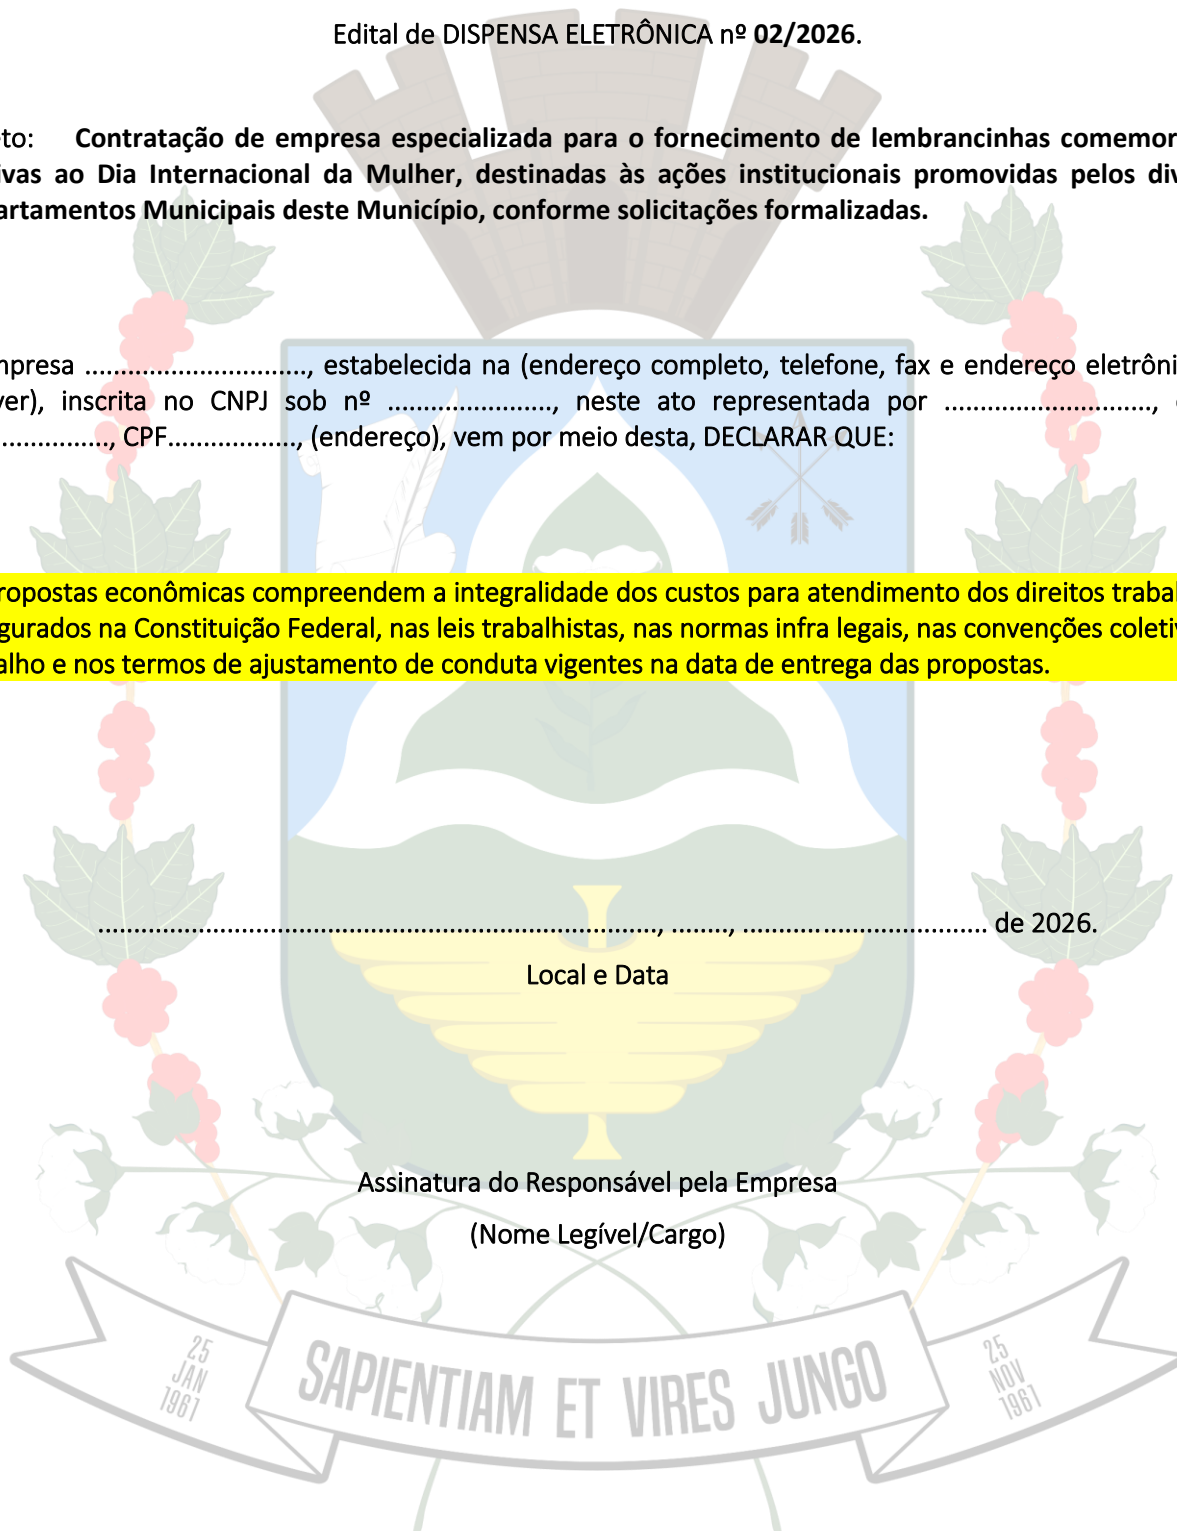 Edital de DISPENSA ELETRÔNICA nº 02/2026.
eto: Contratação de empresa especializada para o fornecimento de lembrancinhas comemor
ivas ao Dia Internacional da Mulher, destinadas às ações institucionais promovidas pelos div
artamentos Municipais deste Município, conforme solicitações formalizadas.
mpresa ..............................., estabelecida na (endereço completo, telefone, fax e endereço eletrôni
ver), inscrita no CNPJ sob nº ......................., neste ato representada por ............................,
..............., CPF.................., (endereço), vem por meio desta, DECLARAR QUE:
ropostas econômicas compreendem a integralidade dos custos para atendimento dos direitos trabal
gurados na Constituição Federal, nas leis trabalhistas, nas normas infra legais, nas convenções coletiv
alho e nos termos de ajustamento de conduta vigentes na data de entrega das propostas.
.............................................................................., ........, .................................. de 2026.
Local e Data
Assinatura do Responsável pela Empresa
(Nome Legível/Cargo)
25 JAN 1961
SAPIENTIAM ET VIRES JUNGO
25 NOV 1961